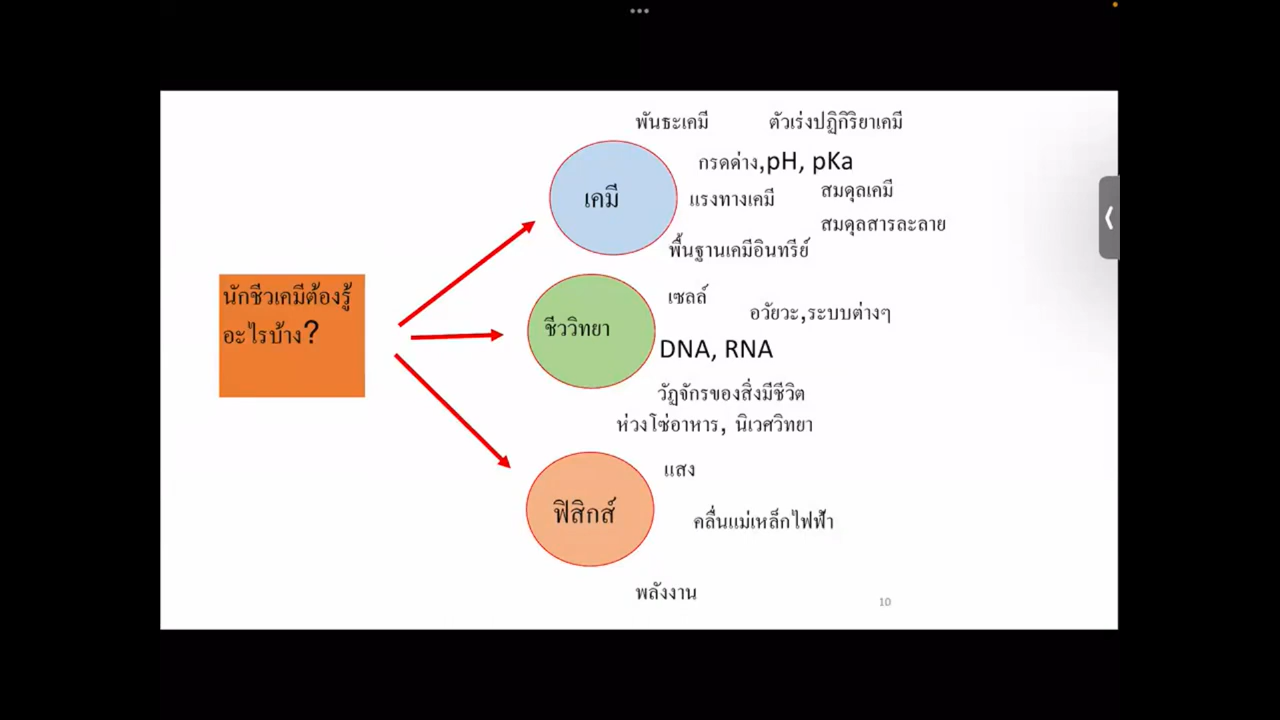 พันธะเคมี ตัวเร่งปฏิกิริยาเคมี
กรดด่าง,pH, pKa
เคมี
แรงทางเคมี
สมดุลเคมี
สมดุลสารละลาย
พื้นฐานเคมีอินทรีย์
นักชีวเคมีต้องรู้
อะไรบ้าง?
ชีววิทยา
เซลล์
อวัยวะ,ระบบต่างๆ
DNA, RNA
วัฏจักรของสิ่งมีชีวิต
ห่วงโซ่อาหาร, นิเวศวิทยา
ฟิสิกส์
แสง
คลื่นแม่เหล็กไฟฟ้า
พลังงาน
10